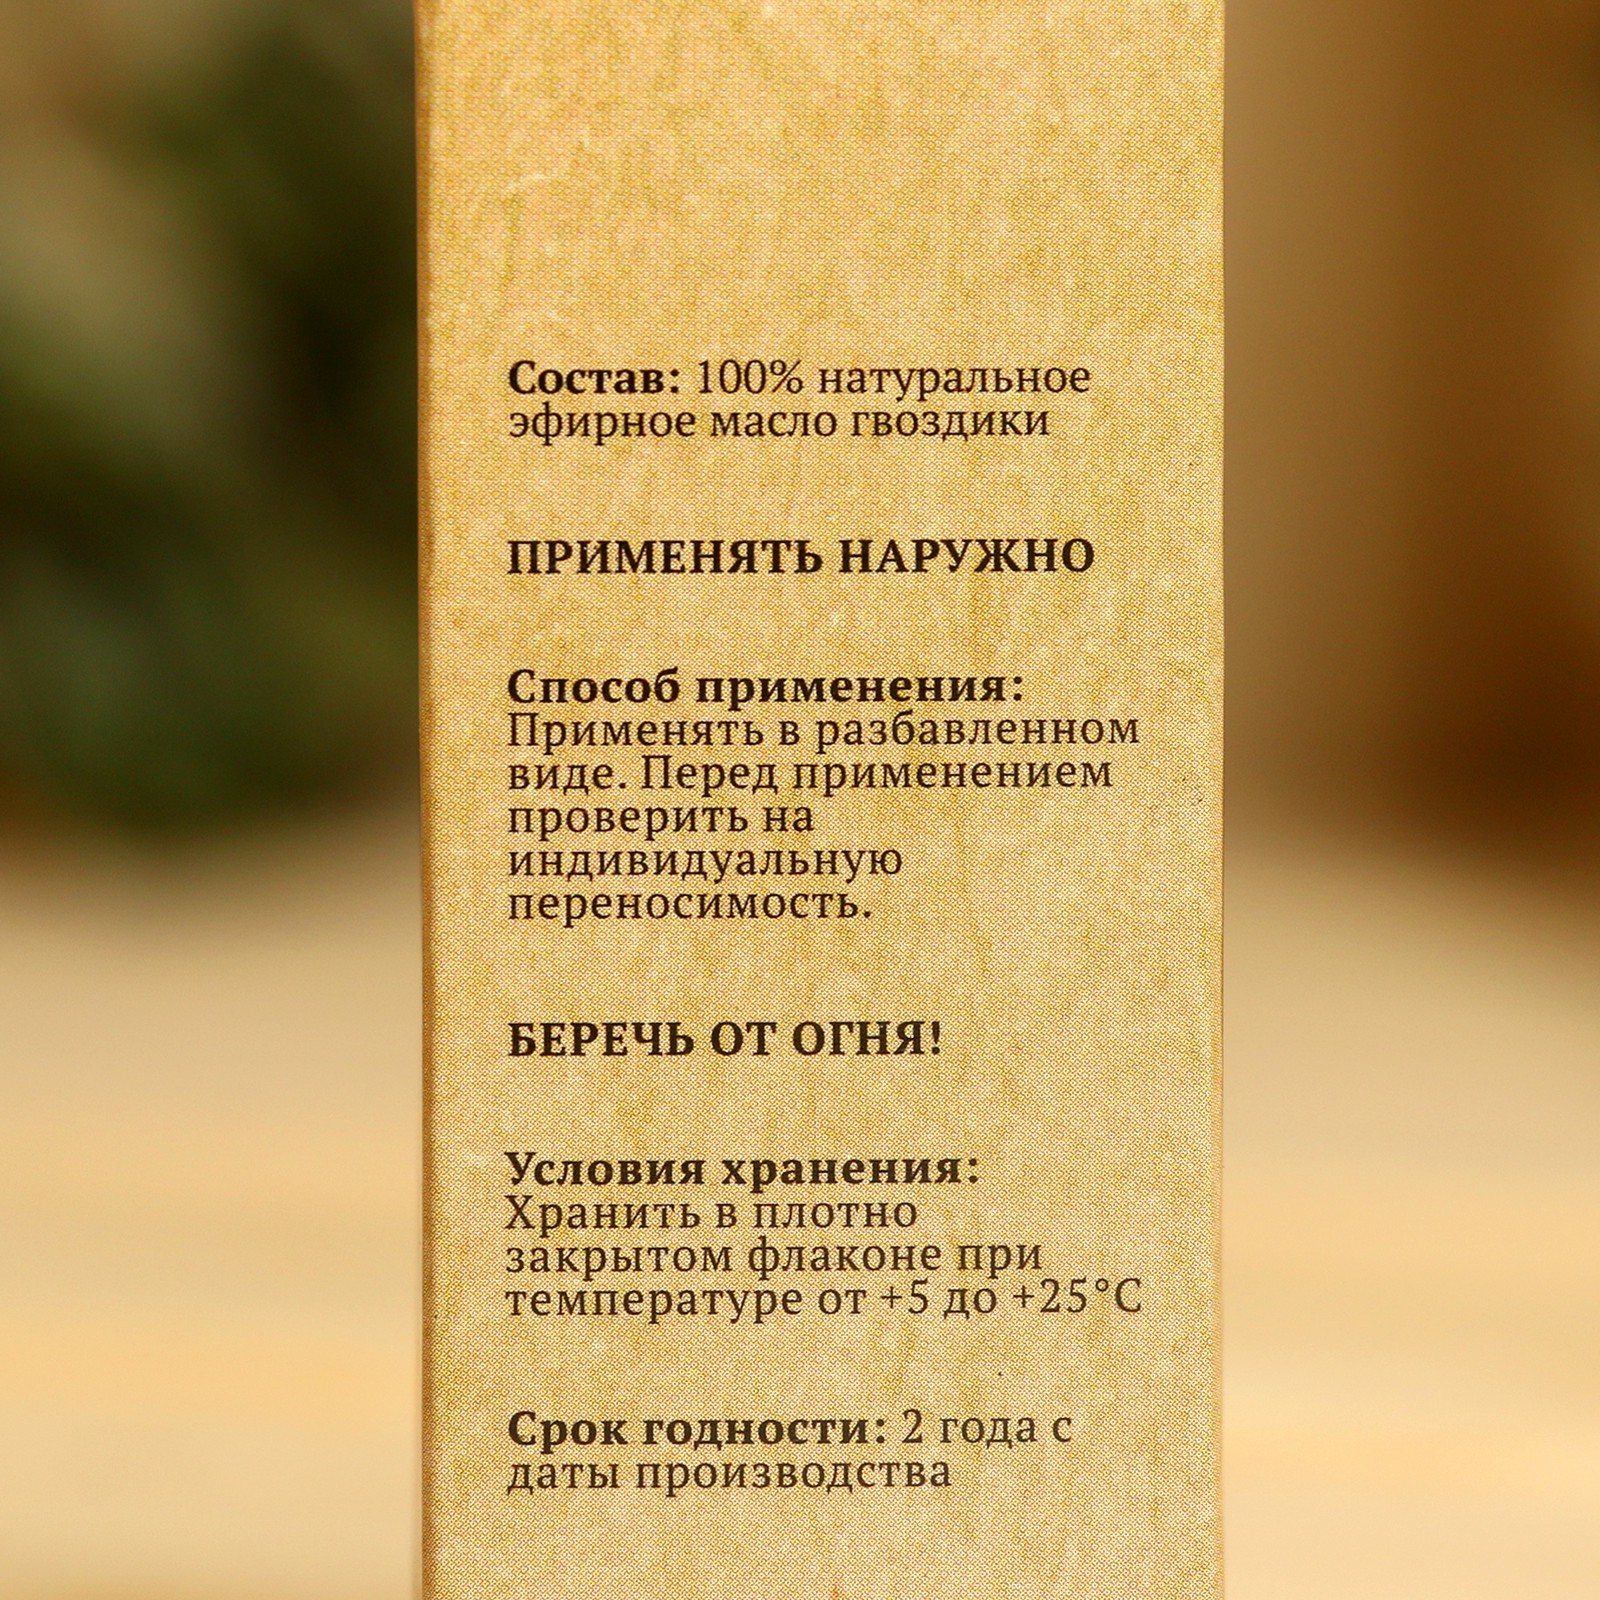 Состав: 100% натуральное
эфирное масло гвоздики
ПРИМЕНЯТЬ НАРУЖНО
Способ применения:
Применять в разбавленном
виде. Перед применением
проверить на
индивидуальную
переносимость.
БЕРЕЧЬ ОТ ОГНЯ!
Условия хранения:
Хранить в плотно
закрытом флаконе при
температуре от +5 до +25°С
Срок годности: 2 года с
даты производства